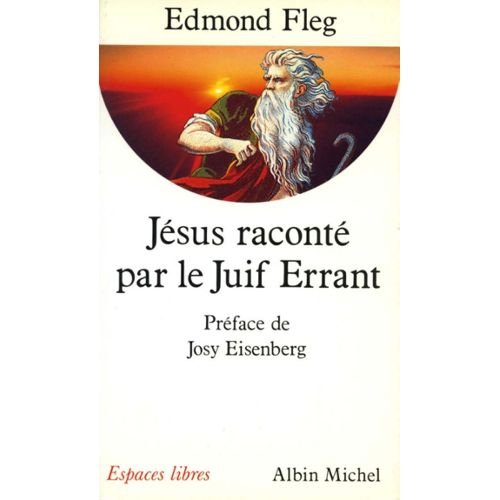 Edmond Fleg
Jésus raconté
par le Juif Errant
Préface de
Josy Eisenberg
Espaces libres
Albin Michel